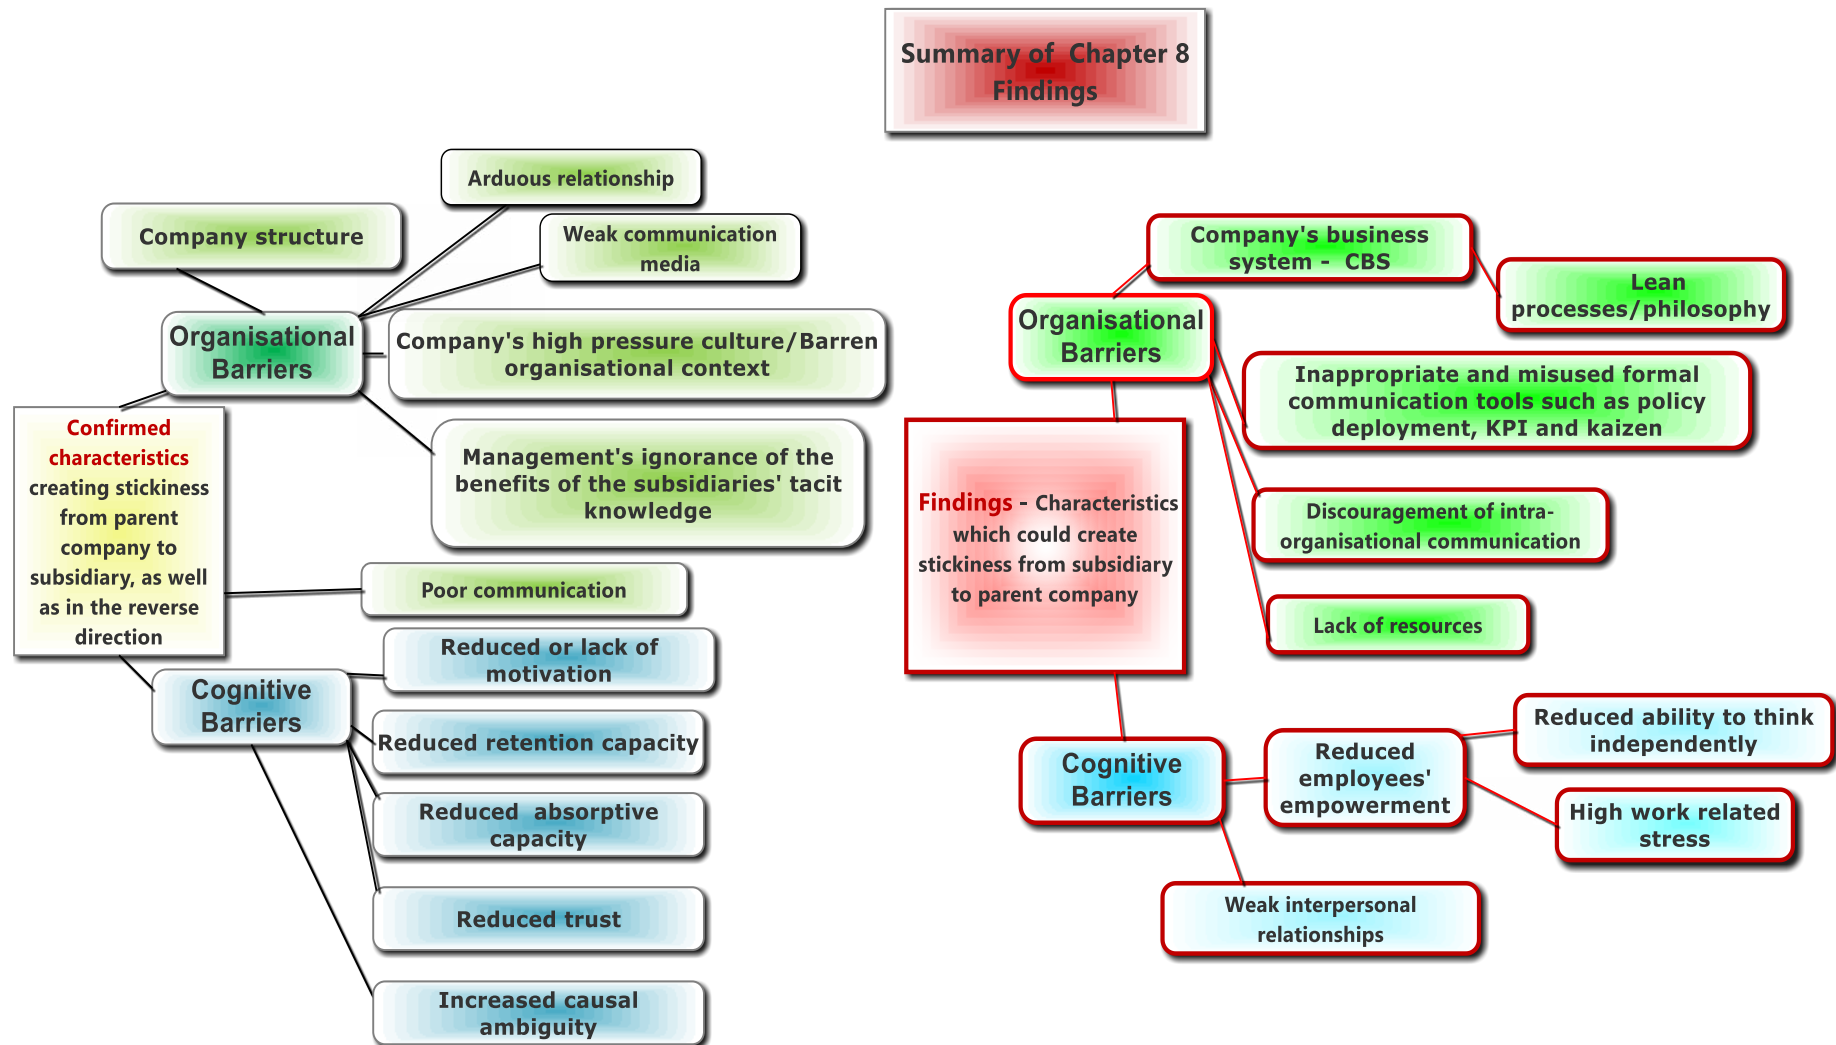 Summary of Chapter 8
Findings
Arduous relationship
Company structure
Weak communication
media
Organisational
Barriers
Company's high pressure culture/Barren
organisational context
Management's ignorance of the
benefits of the subsidiaries' tacit
knowledge
Confirmed
characteristics
creating stickiness
from parent
company to
subsidiary, as well
as in the reverse
direction
Poor communication
Reduced or lack of
motivation
Cognitive
Barriers
Reduced retention capacity
Reduced absorptive
capacity
Reduced trust
Increased causal
ambiguity
Company's business
system - CBS
Lean
processes/philosophy
Organisational
Barriers
Inappropriate and misused formal
communication tools such as policy
deployment, KPI and kaizen
Discouragement of intra-
organisational communication
Lack of resources
Findings - Characteristics
which could create
stickiness from subsidiary
to parent company
Cognitive
Barriers
Reduced
employees'
empowerment
Reduced ability to think
independently
High work related
stress
Weak interpersonal
relationships